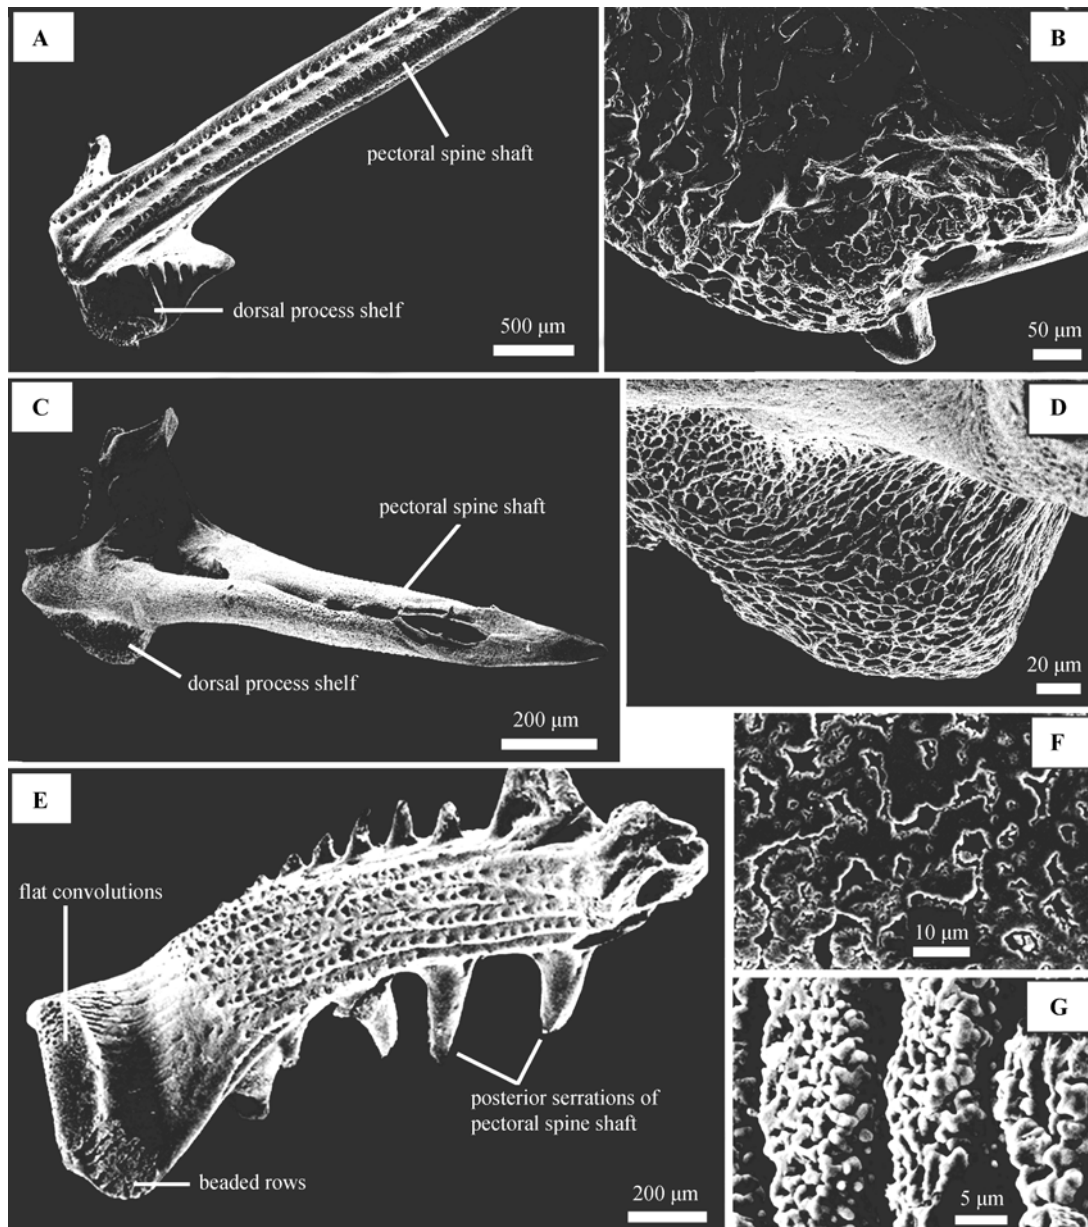 A
pectoral spine shaft
dorsal process shelf
500 μm
B
50 μm
C
pectoral spine shaft
dorsal process shelf
200 μm
D
20 μm
E
flat convolutions
posterior serrations of
pectoral spine shaft
beaded rows
200 μm
F
10 μm
G
5 μm